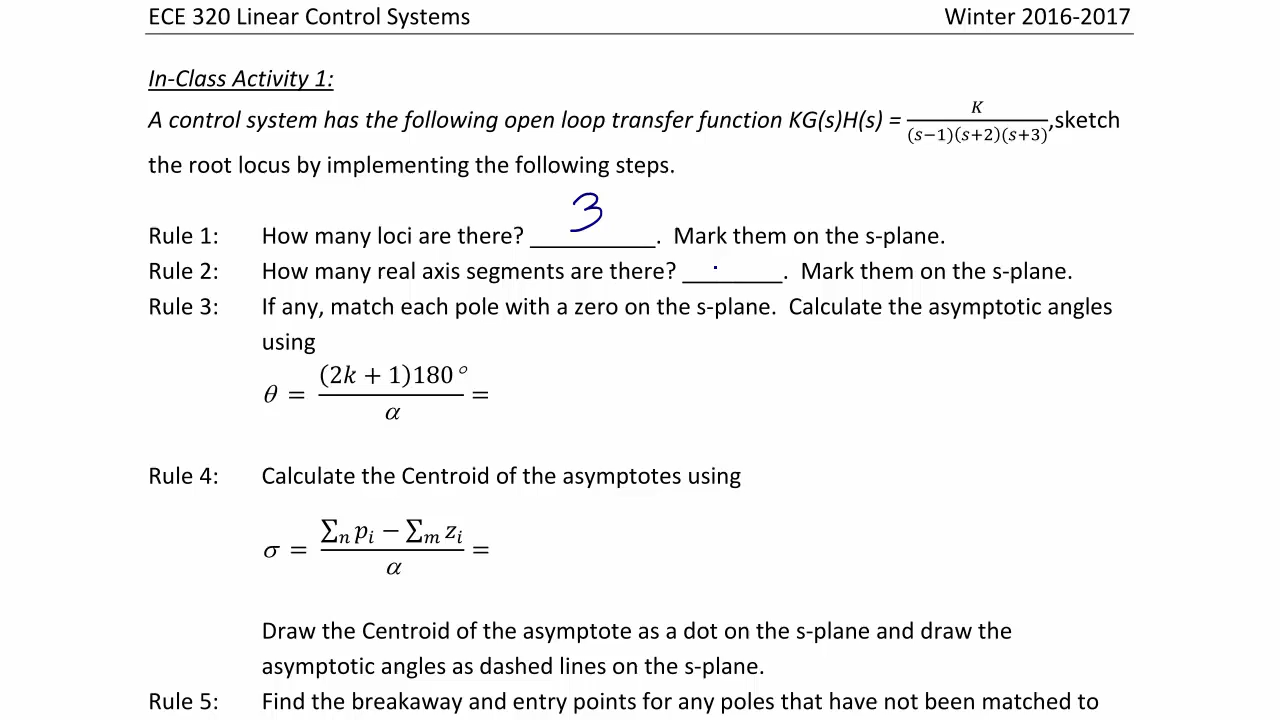 ECE 320 Linear Control Systems Winter 2016-2017
In-Class Activity 1:
A control system has the following open loop transfer function KG(s)H(s) = K/((s−1)(s+2)(s+3)),sketch
the root locus by implementing the following steps.
Rule 1: How many loci are there? ___3___. Mark them on the s-plane.
Rule 2: How many real axis segments are there? ________. Mark them on the s-plane.
Rule 3: If any, match each pole with a zero on the s-plane. Calculate the asymptotic angles
using
θ = (2k + 1)180° / α =
Rule 4: Calculate the Centroid of the asymptotes using
σ = (∑n pi − ∑m zi) / α =
Draw the Centroid of the asymptote as a dot on the s-plane and draw the
asymptotic angles as dashed lines on the s-plane.
Rule 5: Find the breakaway and entry points for any poles that have not been matched to